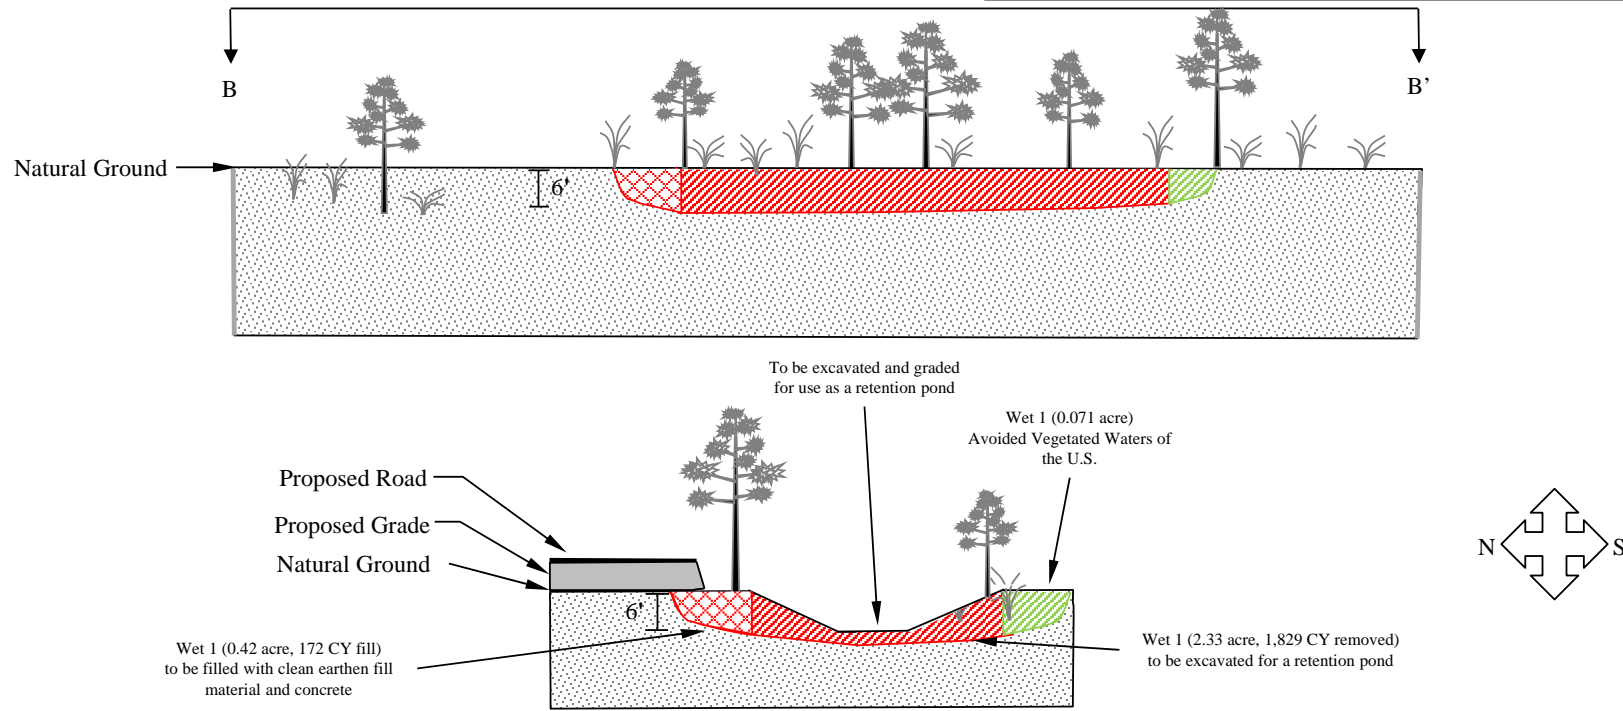 B
B’
Natural Ground
6'
To be excavated and graded
for use as a retention pond
Wet 1 (0.071 acre)
Avoided Vegetated Waters of
the U.S.
Proposed Road
Proposed Grade
Natural Ground
6'
N
S
Wet 1 (0.42 acre, 172 CY fill)
to be filled with clean earthen fill
material and concrete
Wet 1 (2.33 acre, 1,829 CY removed)
to be excavated for a retention pond